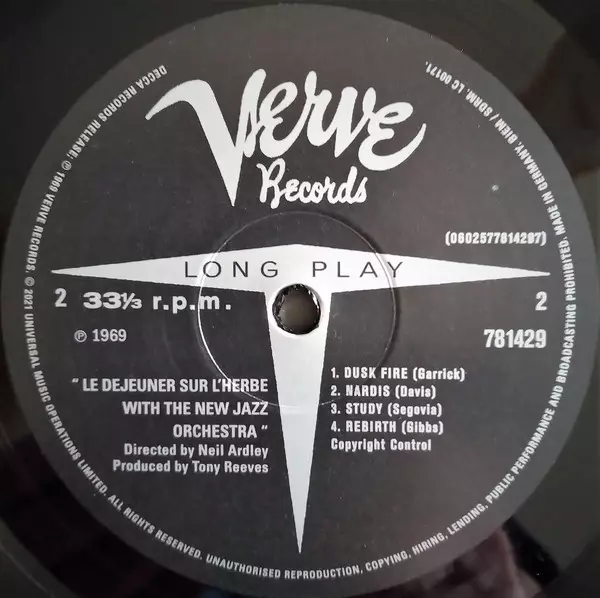 Verve
Records
(0602577814297)
LONG PLAY
2 33⅓ r.p.m.
2
℗ 1969
781429
" LE DEJEUNER SUR L'HERBE
WITH THE NEW JAZZ
ORCHESTRA "
Directed by Neil Ardley
Produced by Tony Reeves
1. DUSK FIRE (Garrick)
2. NARDIS (Davis)
3. STUDY (Segovia)
4. REBIRTH (Gibbs)
Copyright Control
DECCA RECORDS RELEASE; ℗ 1969 VERVE RECORDS. © 2021 UNIVERSAL MUSIC OPERATIONS LIMITED. ALL RIGHTS RESERVED. UNAUTHORISED REPRODUCTION, COPYING, HIRING, LENDING, PUBLIC PERFORMANCE AND BROADCASTING PROHIBITED. MADE IN GERMANY. BIEM / SDRM. LC 00171.